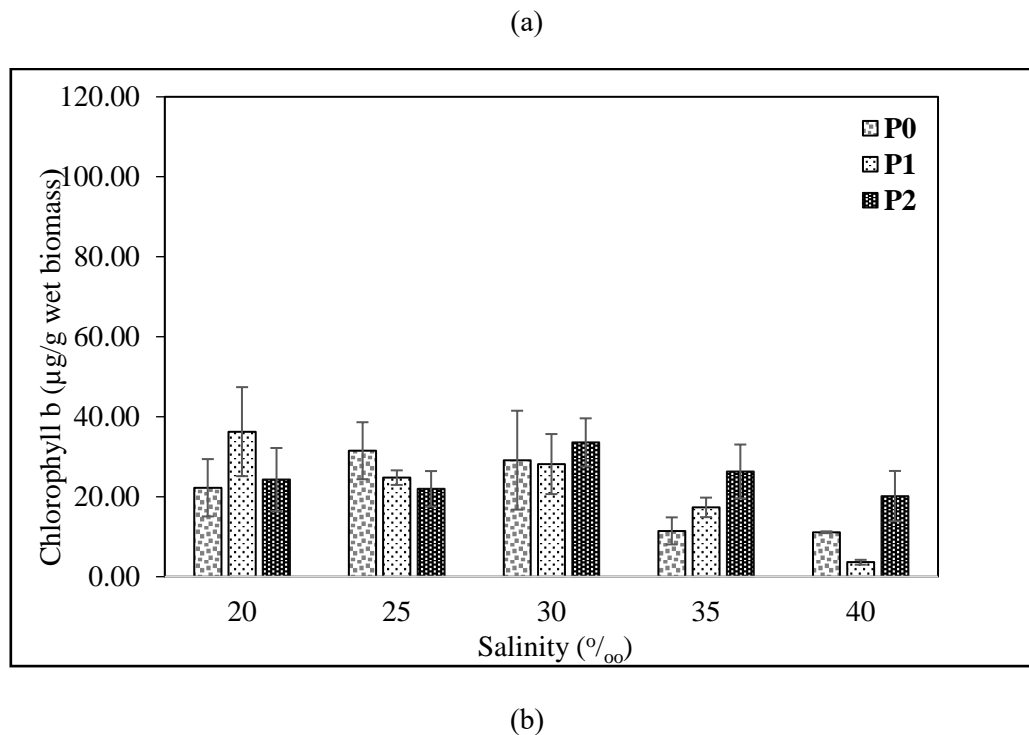 (a)
120.00
100.00
80.00
60.00
40.00
20.00
0.00
Chlorophyll b (µg/g wet biomass)
P0
P1
P2
20 25 30 35 40
Salinity (º/ₒₒ)
(b)